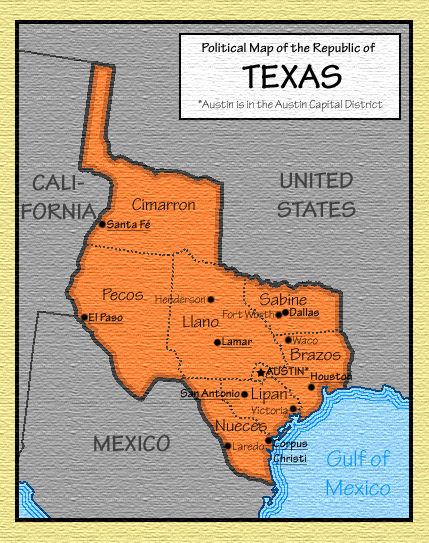 Political Map of the Republic of
TEXAS
*Austin is in the Austin Capital District
CALI-
FORNIA
UNITED
STATES
Cimarron
Santa Fé
Pecos
Henderson
Sabine
Fort Worth
Dallas
El Paso
Llano
Lamar
Waco
Brazos
AUSTIN*
Houston
San Antonio
Lipan
Victoria
Nueces
Laredo
Corpus
Christi
MEXICO
Gulf of
Mexico